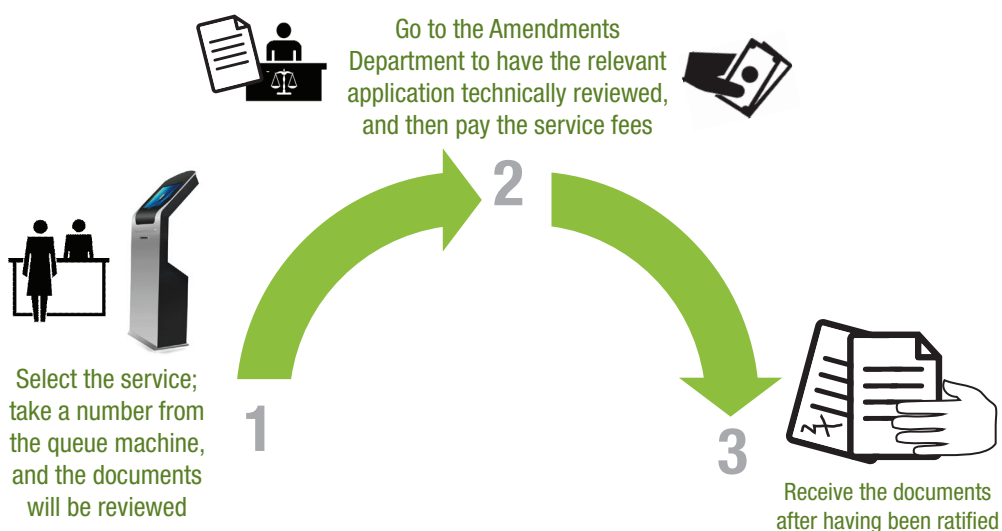 Select the service;
take a number from
the queue machine,
and the documents
will be reviewed
1
Go to the Amendments
Department to have the relevant
application technically reviewed,
and then pay the service fees
2
3
Receive the documents
after having been ratified